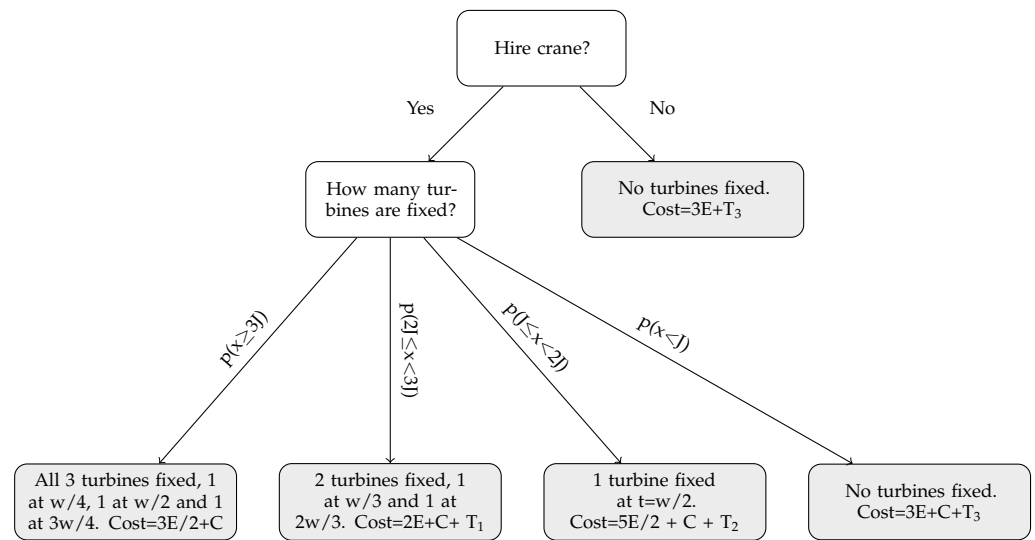 Hire crane?
Yes
No
How many tur-
bines are fixed?
No turbines fixed.
Cost=3E+T₃
p(x≥3J)
p(2J≤x<3J)
p(J≤x<2J)
p(x<J)
All 3 turbines fixed, 1
at w/4, 1 at w/2 and 1
at 3w/4. Cost=3E/2+C
2 turbines fixed, 1
at w/3 and 1 at
2w/3. Cost=2E+C+ T₁
1 turbine fixed
at t=w/2.
Cost=5E/2 + C + T₂
No turbines fixed.
Cost=3E+C+T₃